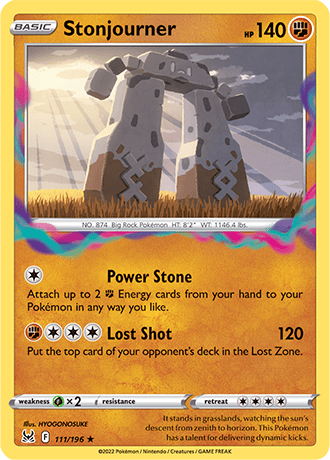 BASIC Stonjourner HP 140
NO. 874 Big Rock Pokémon HT: 8'2" WT: 1146.4 lbs.
Power Stone
Attach up to 2 Energy cards from your hand to your
Pokémon in any way you like.
Lost Shot 120
Put the top card of your opponent's deck in the Lost Zone.
weakness ×2 resistance retreat
Illus. HYOGONOSUKE
F 111/196 ★
It stands in grasslands, watching the sun's
descent from zenith to horizon. This Pokémon
has a talent for delivering dynamic kicks.
©2022 Pokémon / Nintendo / Creatures / GAME FREAK